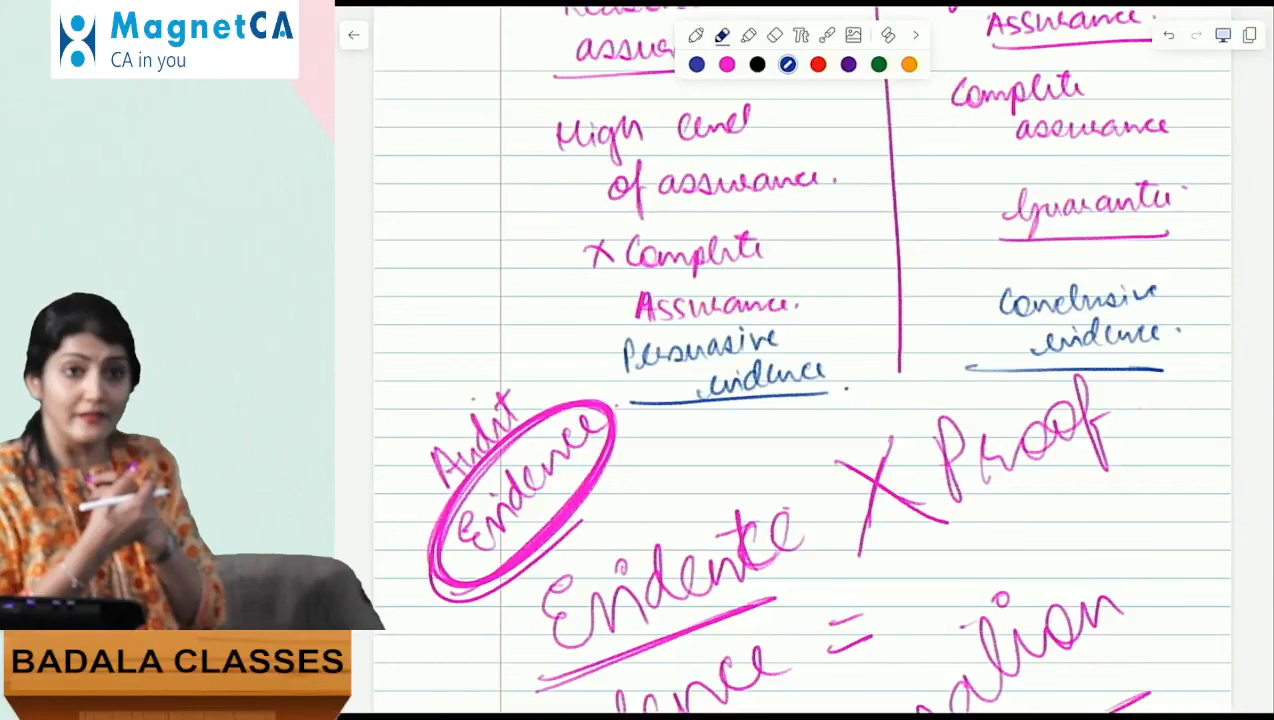 MagnetCA
CA in you
assu
High level
of assurance.
x Complete
Assurance.
Persuasive
evidence.
Assurance.
Complete
assurance
Guarantee
Conclusive
evidence.
Audit
Evidence
Evidence X Proof
=
BADALA CLASSES